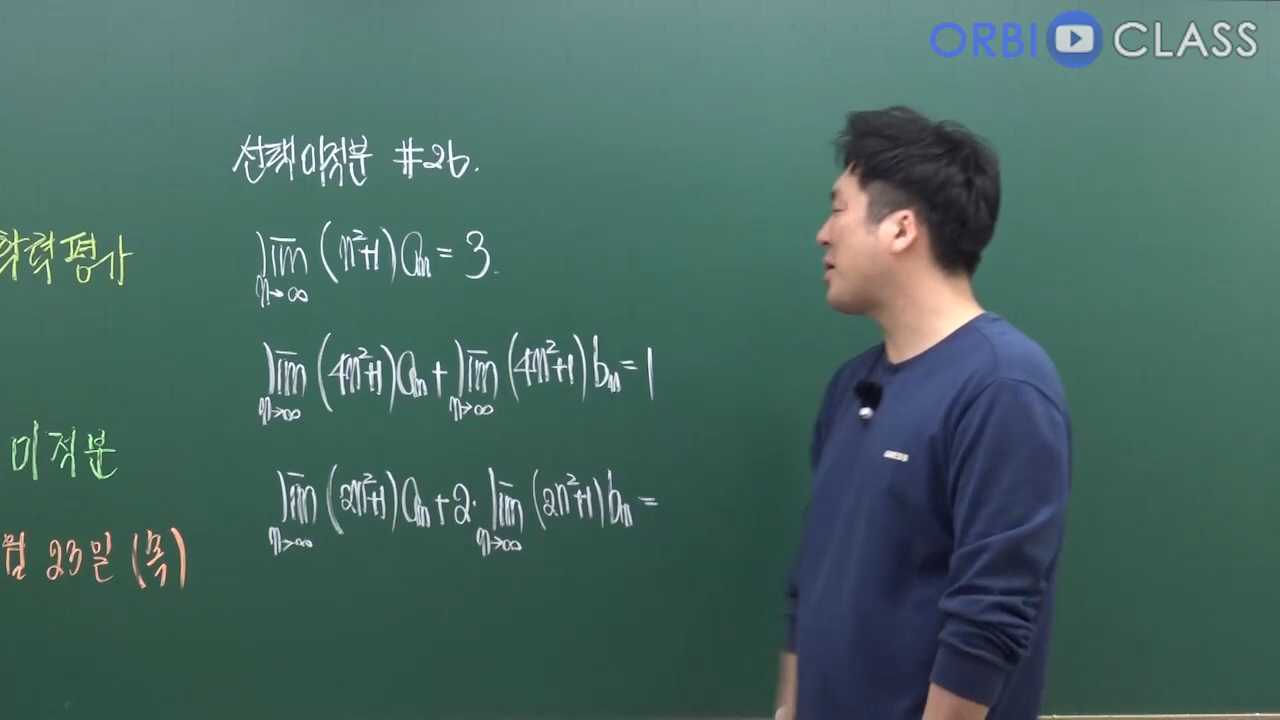 ORBI CLASS
선택 미적분 #26.
학력평가
lim (n²+1)aₙ = 3.
n→∞
lim (4n²+1)aₙ + lim (4n²+1)bₙ = 1
n→∞ n→∞
미적분
lim (2n²+1)aₙ + 2· lim (2n²+1)bₙ =
n→∞ n→∞
월 23일 (목)